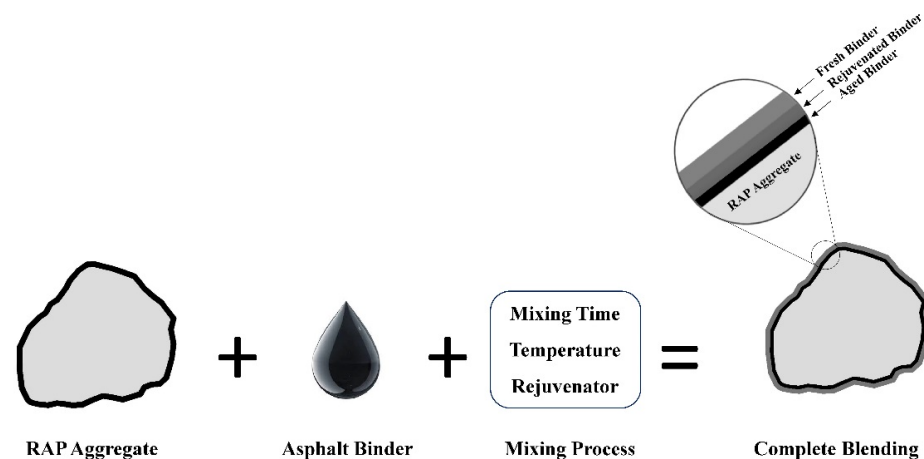 Fresh Binder
Rejuvenated Binder
Aged Binder
RAP Aggregate
Mixing Time
Temperature
Rejuvenator
+
+
=
RAP Aggregate
Asphalt Binder
Mixing Process
Complete Blending